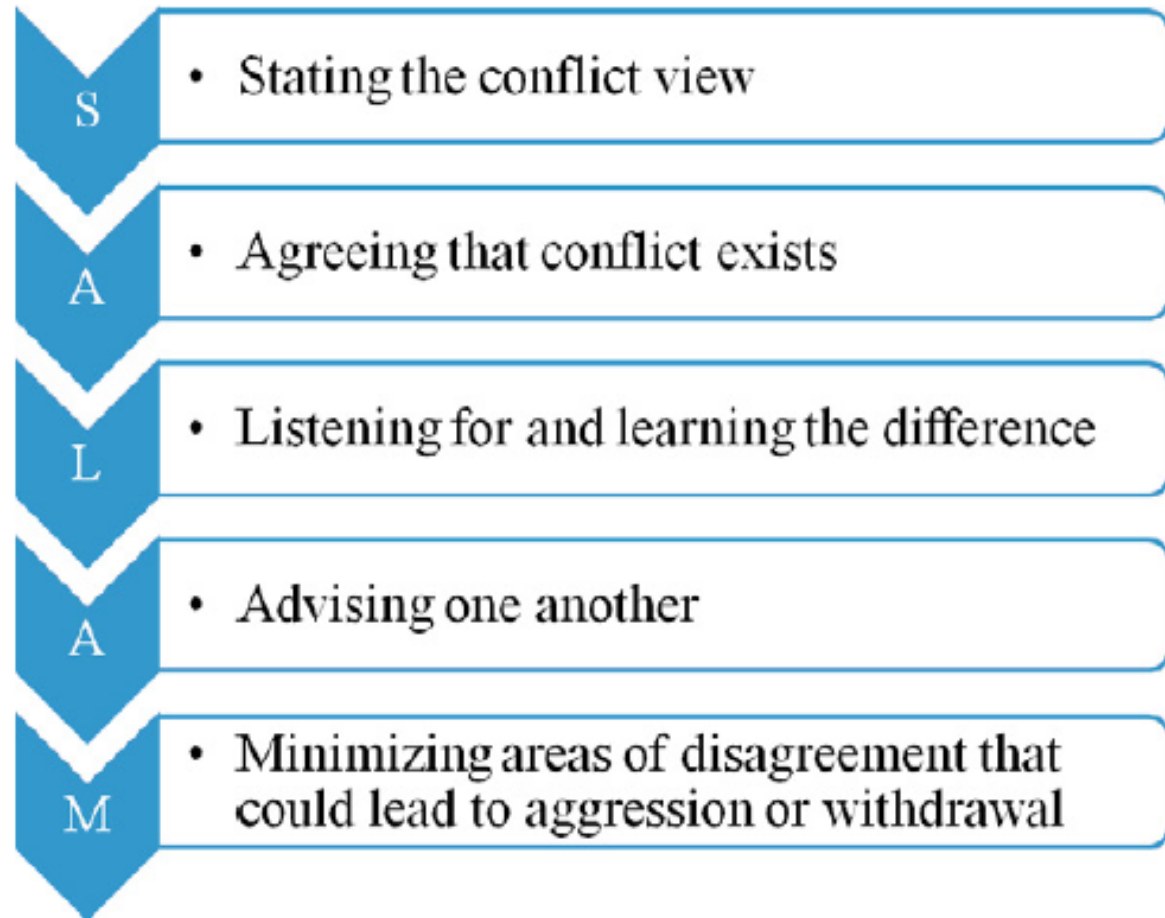 S
• Stating the conflict view
A
• Agreeing that conflict exists
L
• Listening for and learning the difference
A
• Advising one another
M
• Minimizing areas of disagreement that
could lead to aggression or withdrawal